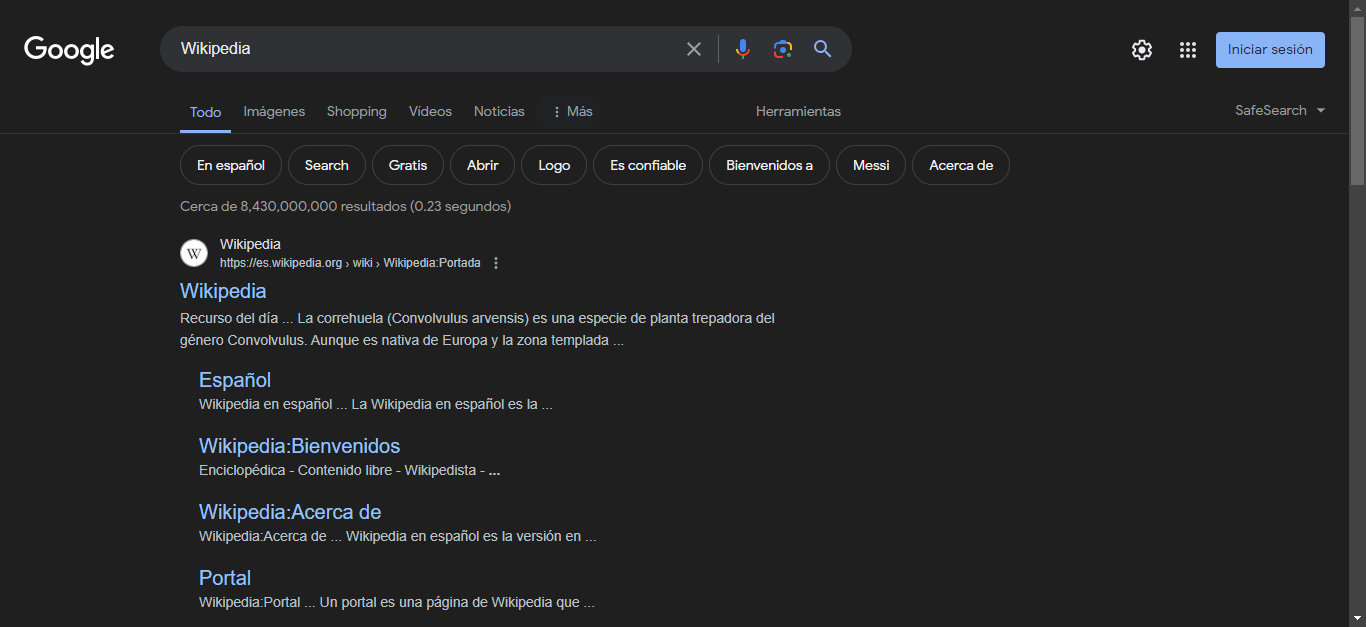 Google
Wikipedia
Iniciar sesión
Todo
Imágenes
Shopping
Vídeos
Noticias
Más
Herramientas
SafeSearch
En español
Search
Gratis
Abrir
Logo
Es confiable
Bienvenidos a
Messi
Acerca de
Cerca de 8,430,000,000 resultados (0.23 segundos)
W
Wikipedia
https://es.wikipedia.org › wiki › Wikipedia:Portada
Wikipedia
Recurso del día ... La correhuela (Convolvulus arvensis) es una especie de planta trepadora del
género Convolvulus. Aunque es nativa de Europa y la zona templada ...
Español
Wikipedia en español ... La Wikipedia en español es la ...
Wikipedia:Bienvenidos
Enciclopédica - Contenido libre - Wikipedista - ...
Wikipedia:Acerca de
Wikipedia:Acerca de ... Wikipedia en español es la versión en ...
Portal
Wikipedia:Portal ... Un portal es una página de Wikipedia que ...